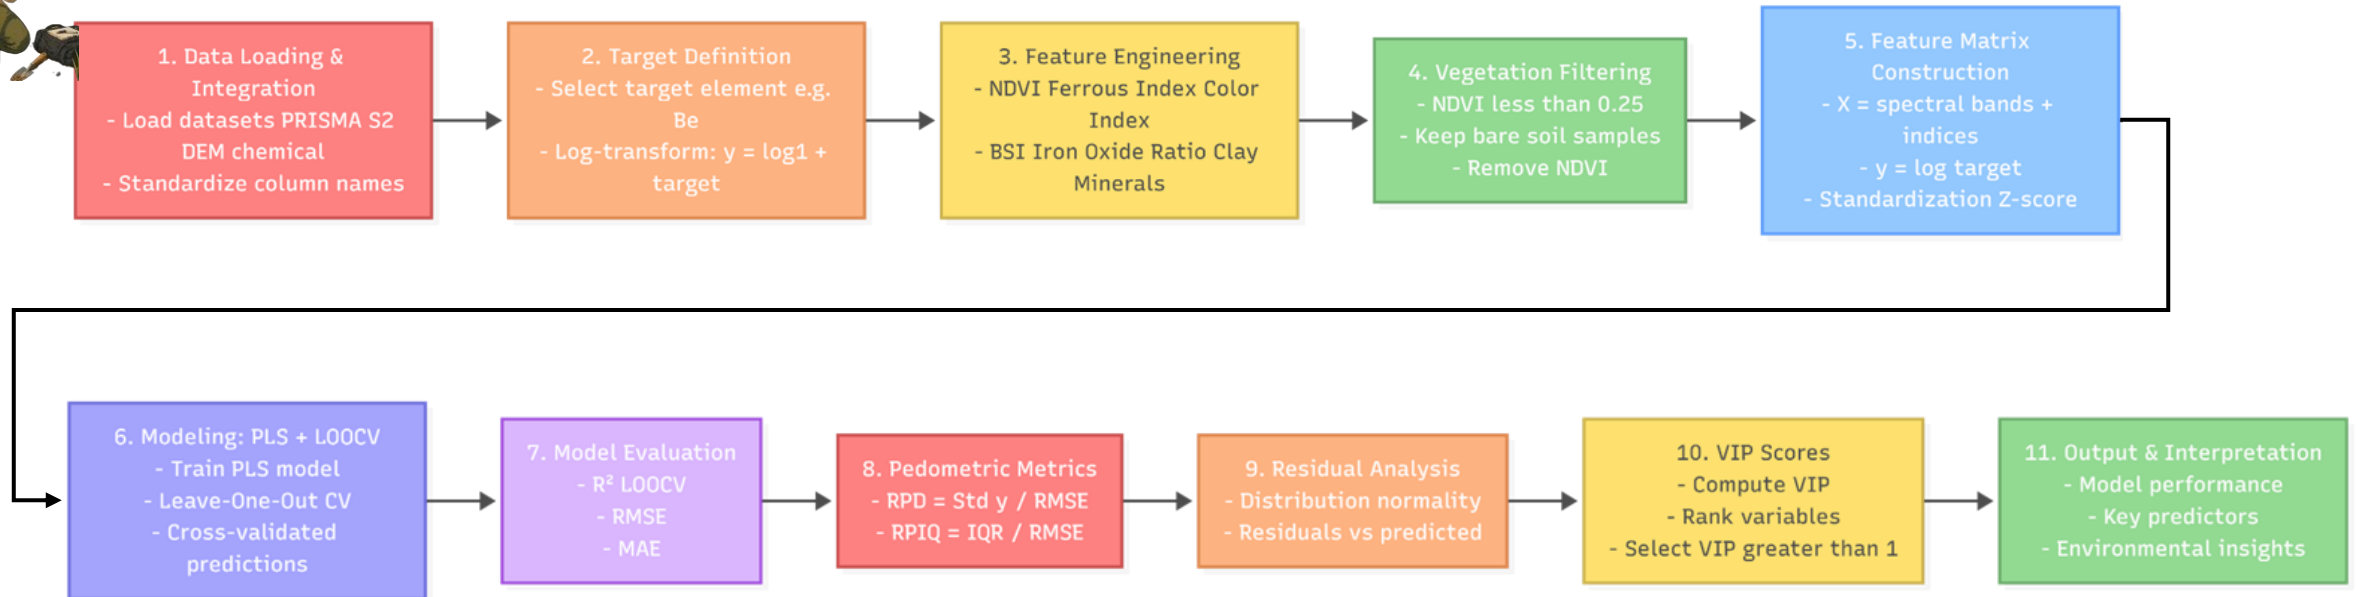 1. Data Loading &
Integration
- Load datasets PRISMA S2
DEM chemical
- Standardize column names
2. Target Definition
- Select target element e.g.
Be
- Log-transform: y = log1 +
target
3. Feature Engineering
- NDVI Ferrous Index Color
Index
- BSI Iron Oxide Ratio Clay
Minerals
4. Vegetation Filtering
- NDVI less than 0.25
- Keep bare soil samples
- Remove NDVI
5. Feature Matrix
Construction
- X = spectral bands +
indices
- y = log target
- Standardization Z-score
6. Modeling: PLS + LOOCV
- Train PLS model
- Leave-One-Out CV
- Cross-validated
predictions
7. Model Evaluation
- R² LOOCV
- RMSE
- MAE
8. Pedometric Metrics
- RPD = Std y / RMSE
- RPIQ = IQR / RMSE
9. Residual Analysis
- Distribution normality
- Residuals vs predicted
10. VIP Scores
- Compute VIP
- Rank variables
- Select VIP greater than 1
11. Output & Interpretation
- Model performance
- Key predictors
- Environmental insights